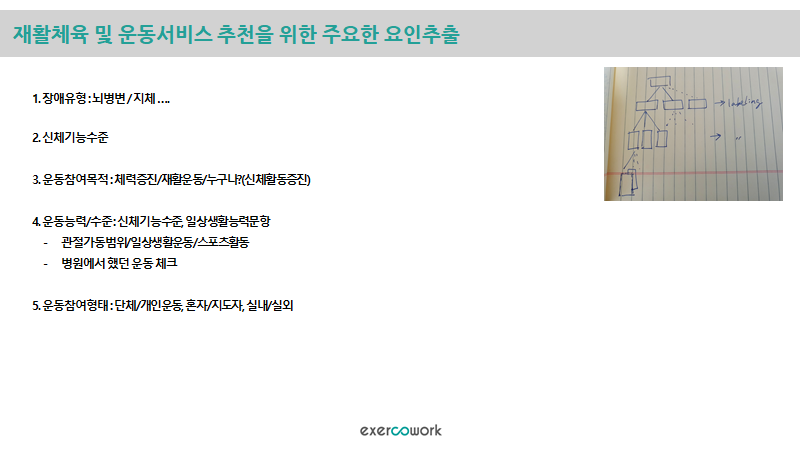 재활체육 및 운동서비스 추천을 위한 주요한 요인추출
1. 장애유형 : 뇌병변 / 지체 ....
2. 신체기능수준
3. 운동참여목적 : 체력증진/재활운동/누구나?(신체활동증진)
4. 운동능력/수준 : 신체기능수준, 일상생활능력문항
- 관절가동범위/일상생활운동/스포츠활동
- 병원에서 했던 운동 체크
5. 운동참여형태 : 단체/개인운동, 혼자/지도자, 실내/실외
→ labeling
→ 〃
exercowork